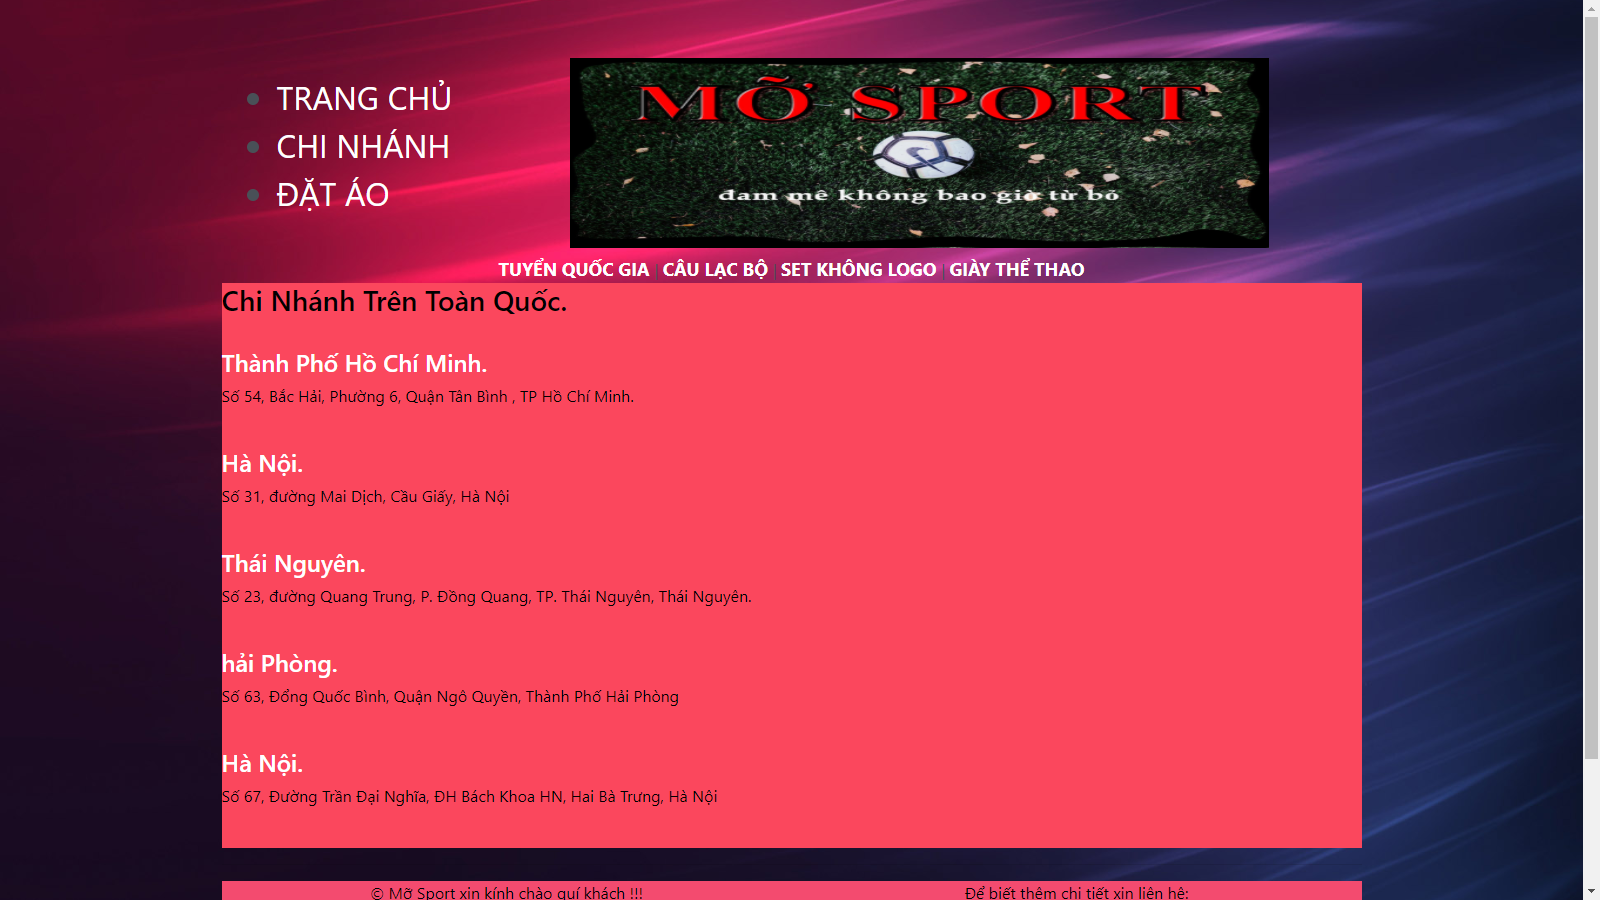 TRANG CHỦ
CHI NHÁNH
ĐẶT ÁO
MỠ SPORT
đam mê không bao giờ từ bỏ
TUYỂN QUỐC GIA | CÂU LẠC BỘ | SET KHÔNG LOGO | GIÀY THỂ THAO
Chi Nhánh Trên Toàn Quốc.
Thành Phố Hồ Chí Minh.
Số 54, Bắc Hải, Phường 6, Quận Tân Bình , TP Hồ Chí Minh.
Hà Nội.
Số 31, đường Mai Dịch, Cầu Giấy, Hà Nội
Thái Nguyên.
Số 23, đường Quang Trung, P. Đồng Quang, TP. Thái Nguyên, Thái Nguyên.
hải Phòng.
Số 63, Đổng Quốc Bình, Quận Ngô Quyền, Thành Phố Hải Phòng
Hà Nội.
Số 67, Đường Trần Đại Nghĩa, ĐH Bách Khoa HN, Hai Bà Trưng, Hà Nội
© Mỡ Sport xin kính chào quí khách !!!
Để biết thêm chi tiết xin liên hệ: